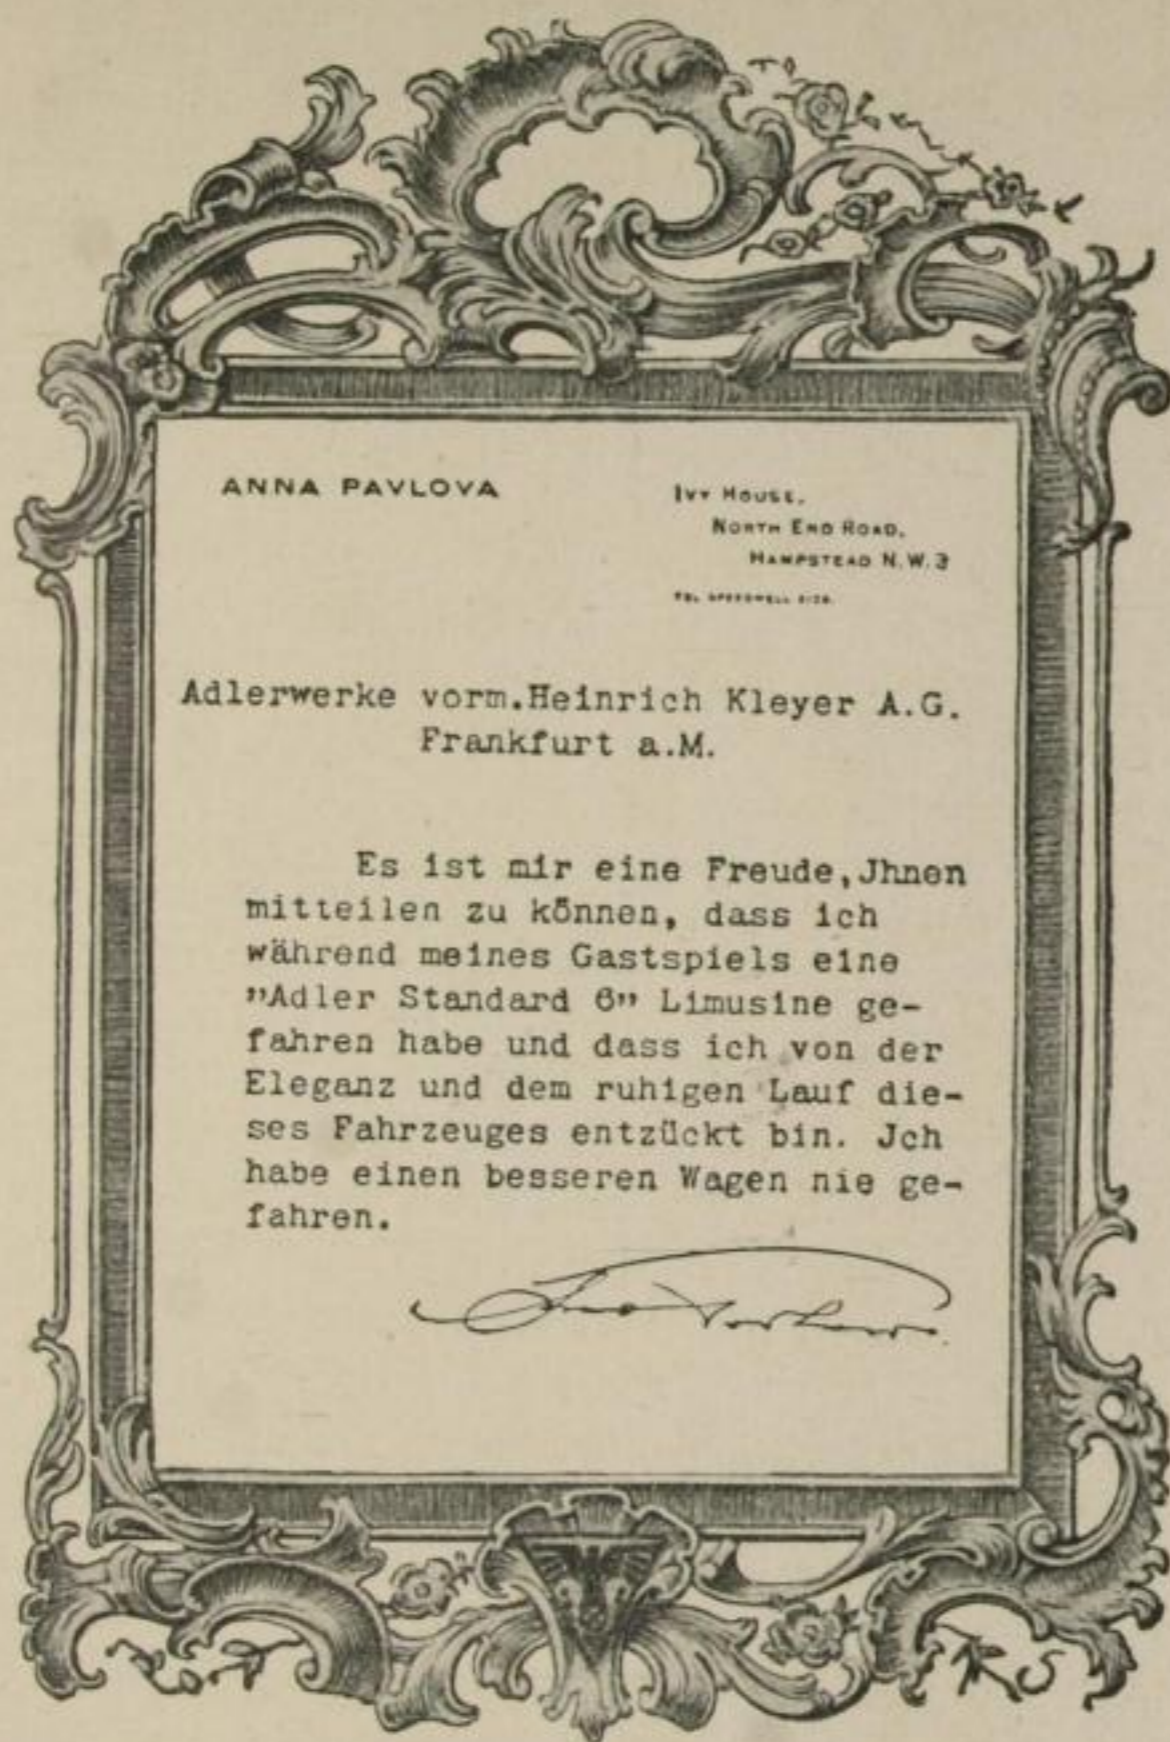 ANNA PAVLOVA
IVY HOUSE,
NORTH END ROAD,
HAMPSTEAD N.W.3
TEL SPEEDWELL
Adlerwerke vorm.Heinrich Kleyer A.G.
Frankfurt a.M.
Es ist mir eine Freude,Jhnen
mitteilen zu können, dass ich
während meines Gastspiels eine
"Adler Standard 6" Limusine ge-
fahren habe und dass ich von der
Eleganz und dem ruhigen Lauf die-
ses Fahrzeuges entzückt bin. Jch
habe einen besseren Wagen nie ge-
fahren.